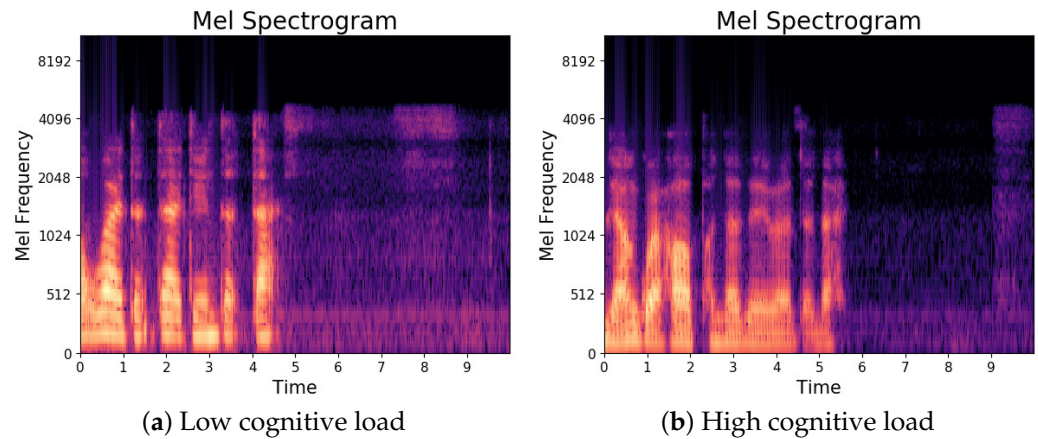 Mel Spectrogram
8192
4096
2048
1024
512
0
Mel Frequency
0 1 2 3 4 5 6 7 8 9
Time
(a) Low cognitive load
Mel Spectrogram
8192
4096
2048
1024
512
0
Mel Frequency
0 1 2 3 4 5 6 7 8 9
Time
(b) High cognitive load